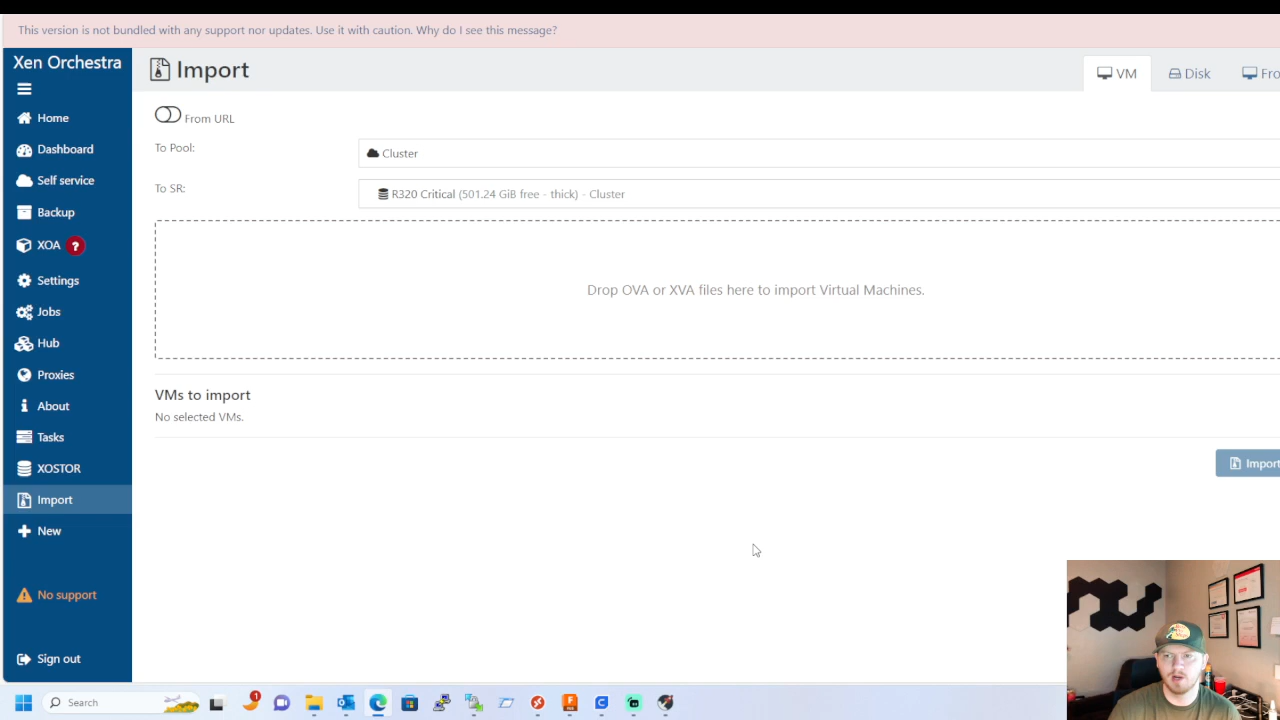 This version is not bundled with any support nor updates. Use it with caution. Why do I see this message?
Xen Orchestra
Import
VM
Disk
Fro
Home
Dashboard
Self service
Backup
XOA ?
Settings
Jobs
Hub
Proxies
About
Tasks
XOSTOR
Import
New
No support
Sign out
From URL
To Pool:
Cluster
To SR:
R320 Critical (501.24 GiB free - thick) - Cluster
Drop OVA or XVA files here to import Virtual Machines.
VMs to import
No selected VMs.
Import
Search
1